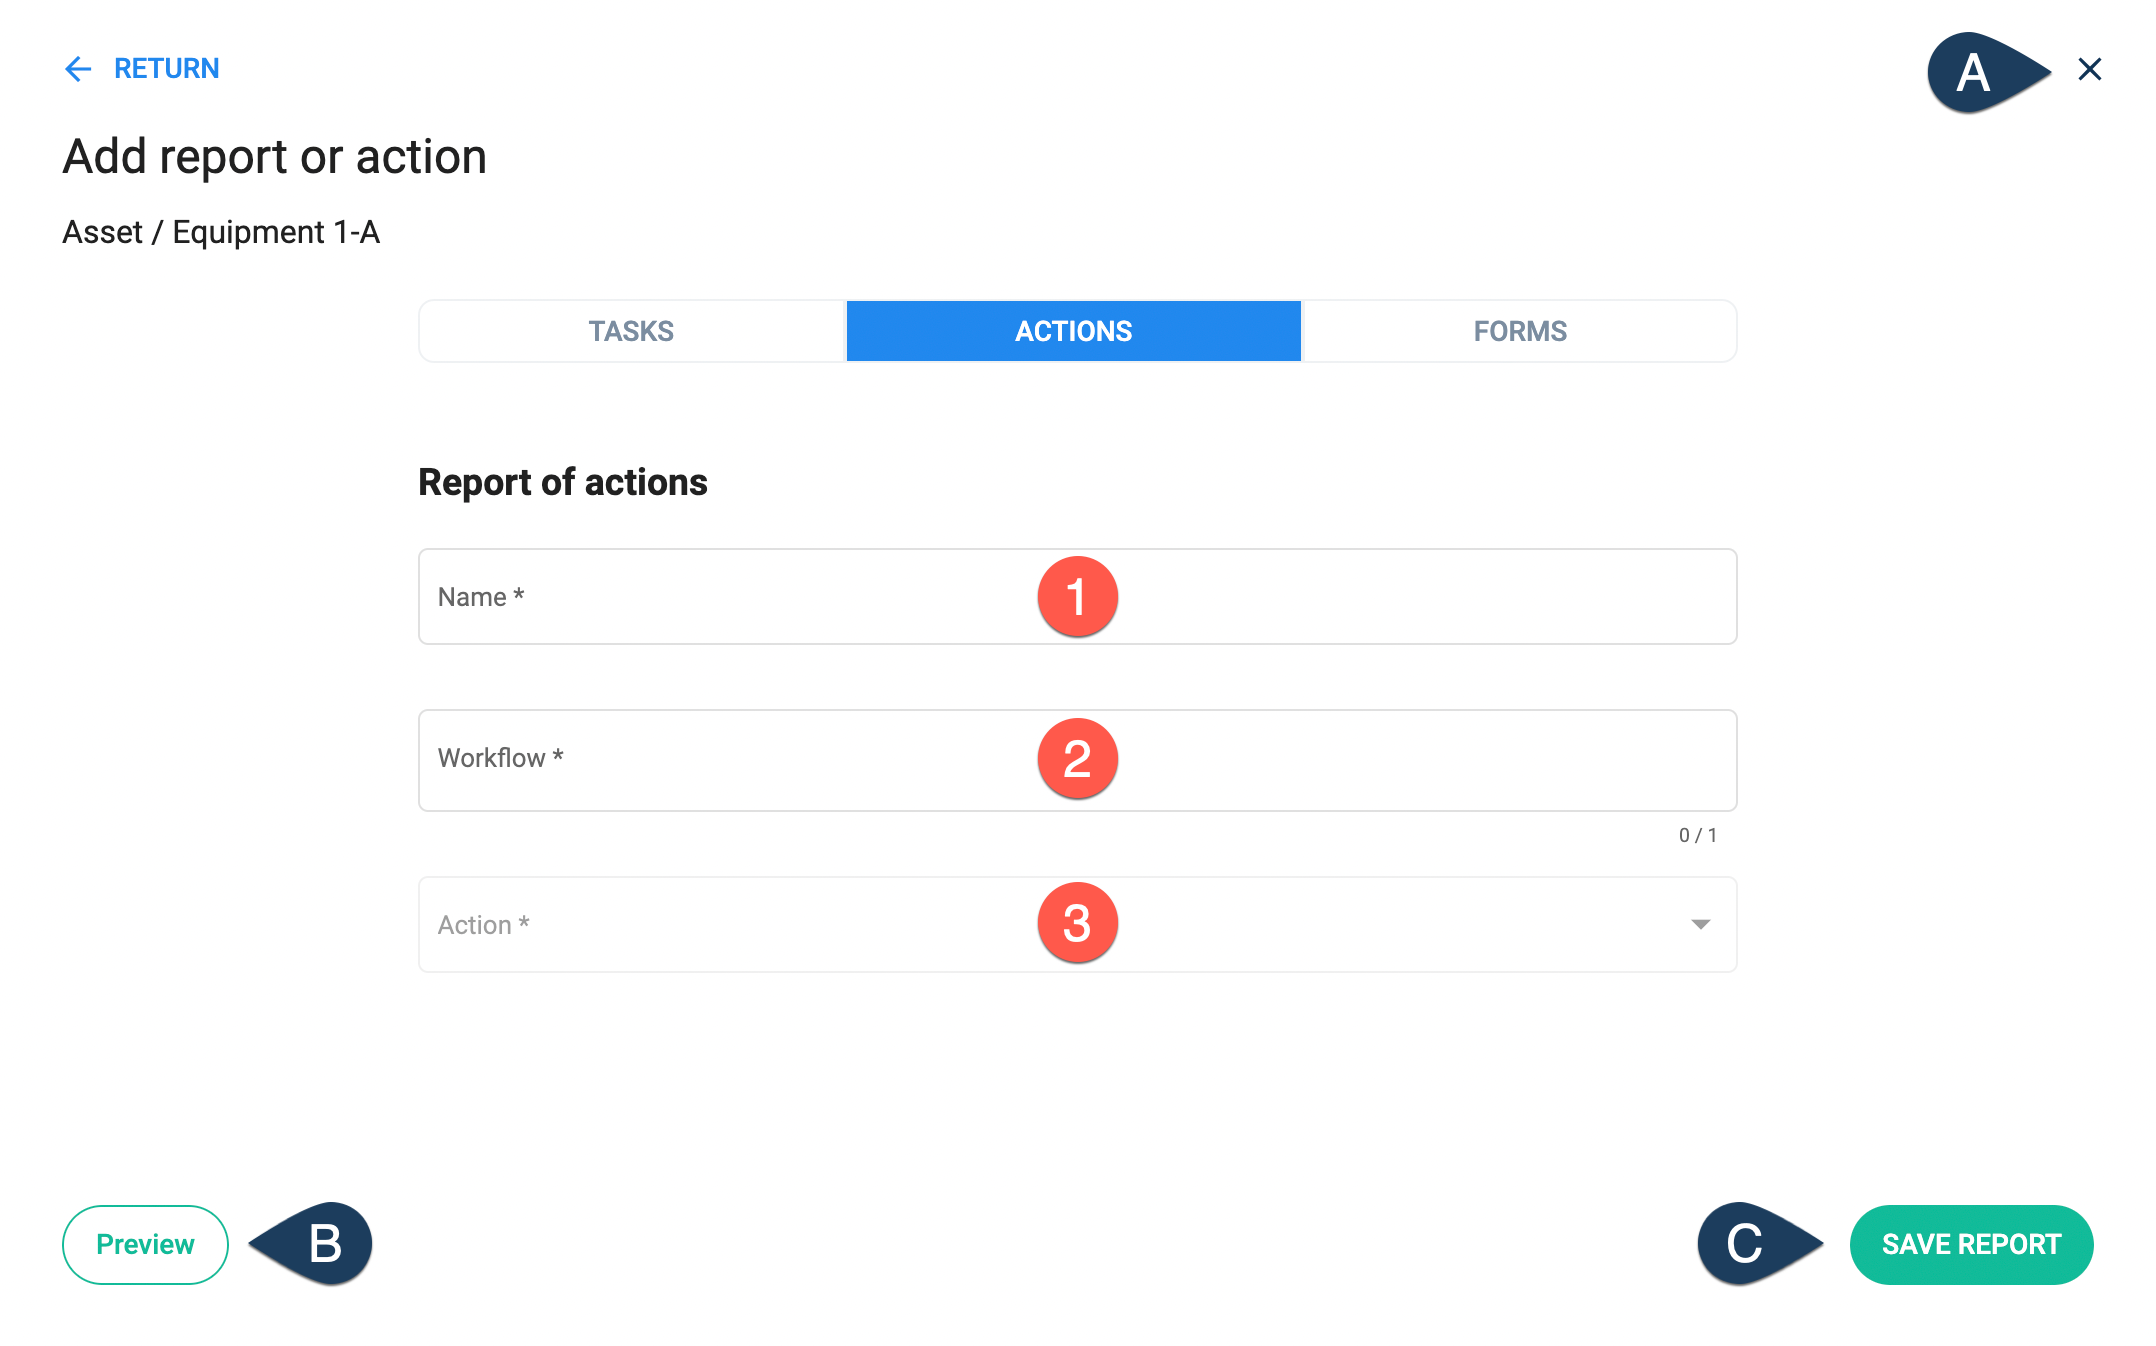 RETURN
A
Add report or action
Asset / Equipment 1-A
TASKS
ACTIONS
FORMS
Report of actions
Name *
1
Workflow *
2
0 / 1
Action *
3
Preview
B
C
SAVE REPORT